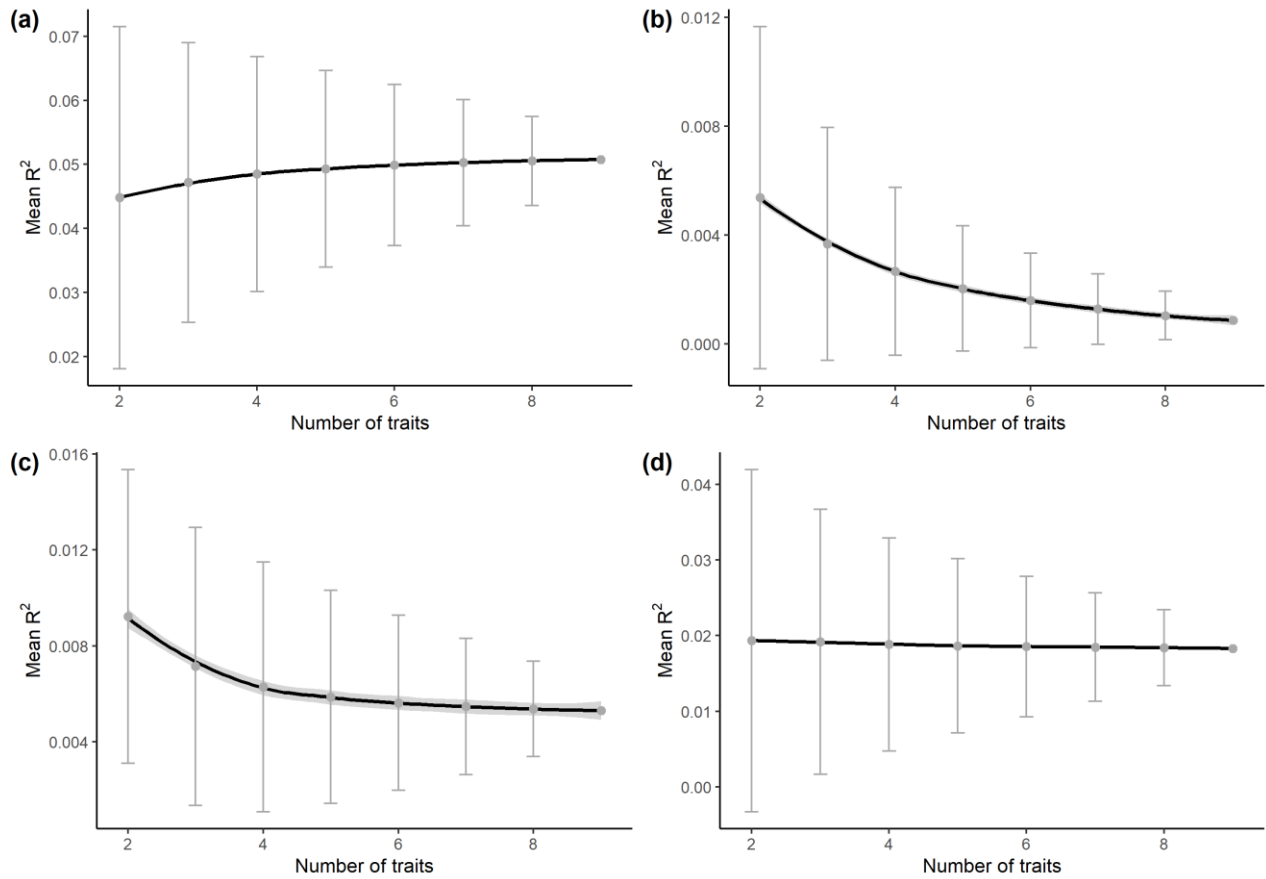 (a)
0.07
0.06
0.05
0.04
0.03
0.02
Mean R²
2 4 6 8
Number of traits
(b)
0.012
0.008
0.004
0.000
Mean R²
2 4 6 8
Number of traits
(c)
0.016
0.012
0.008
0.004
Mean R²
2 4 6 8
Number of traits
(d)
0.04
0.03
0.02
0.01
0.00
Mean R²
2 4 6 8
Number of traits